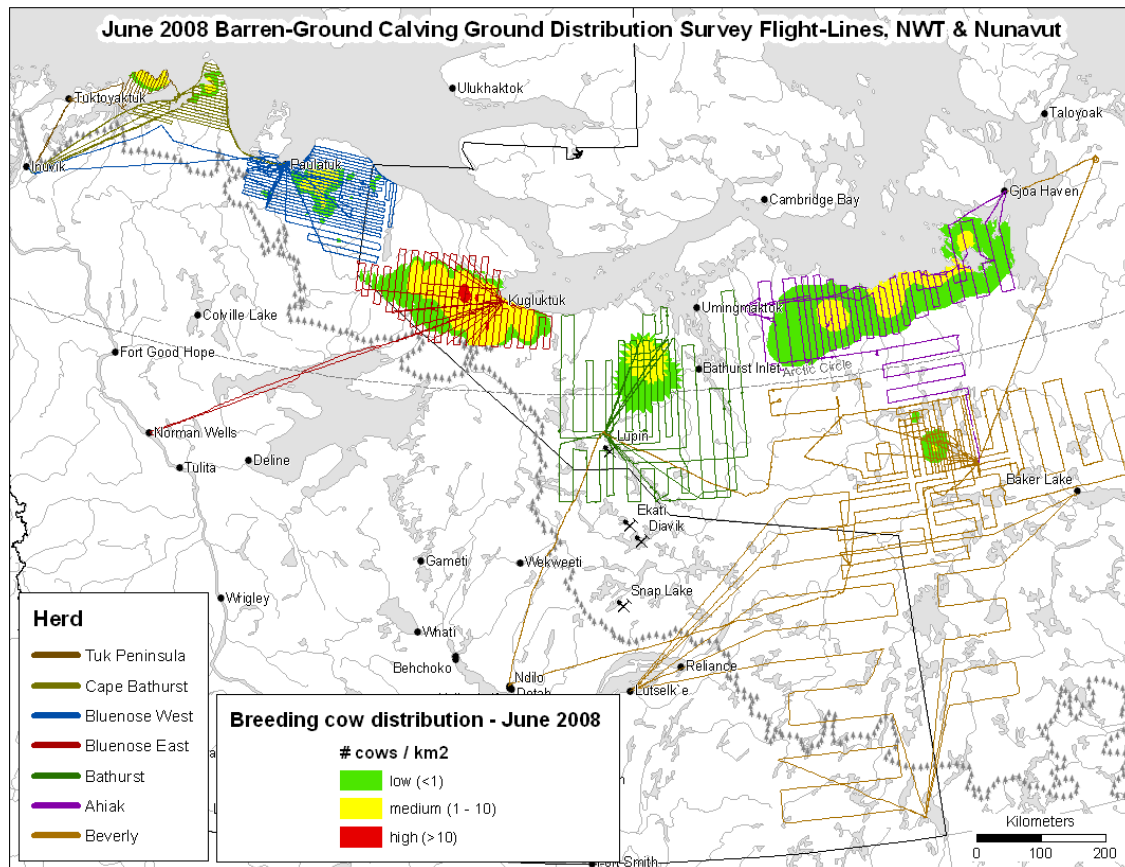 June 2008 Barren-Ground Calving Ground Distribution Survey Flight-Lines, NWT & Nunavut
Ulukhaktok
Tuktoyaktuk
Taloyoak
Inuvik
Paulatuk
Gjoa Haven
Cambridge Bay
Kugluktuk
Umingmaktok
Colville Lake
Fort Good Hope
Bathurst Inlet
Arctic Circle
Norman Wells
Lupin
Deline
Tulita
Baker Lake
Ekati
Diavik
Gameti
Wekweeti
Snap Lake
Wrigley
Whati
Behchoko
Reliance
Ndilo
Detah
Lutselk`e
Herd
Tuk Peninsula
Cape Bathurst
Bluenose West
Bluenose East
Bathurst
Ahiak
Beverly
Breeding cow distribution - June 2008
# cows / km2
low (<1)
medium (1 - 10)
high (>10)
Kilometers
0 100 200
Smith